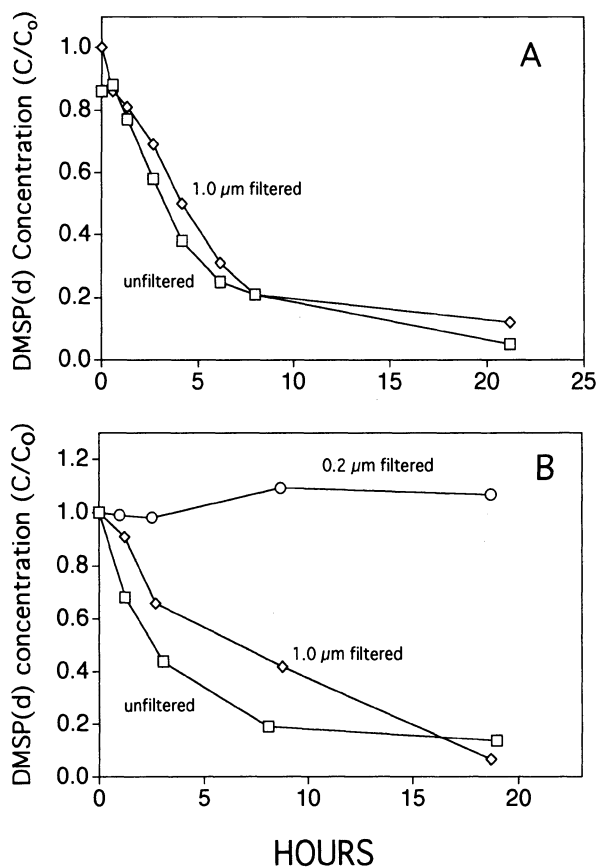 A
DMSP(d) Concentration (C/Co)
1.0
0.8
0.6
0.4
0.2
0.0
1.0 µm filtered
unfiltered
0 5 10 15 20 25
B
DMSP(d) concentration (C/Co)
1.2
1.0
0.8
0.6
0.4
0.2
0.0
0.2 µm filtered
1.0 µm filtered
unfiltered
0 5 10 15 20
HOURS